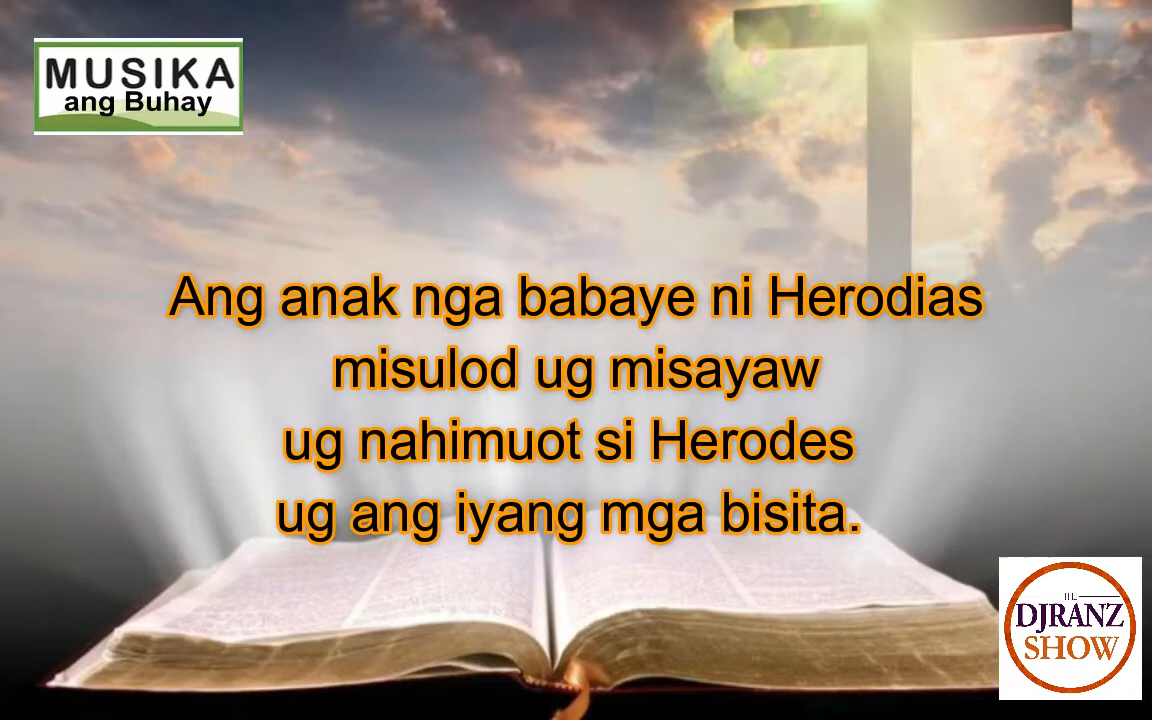 MUSIKA
ang Buhay
Ang anak nga babaye ni Herodias
misulod ug misayaw
ug nahimuot si Herodes
ug ang iyang mga bisita.
DJRANZ
SHOW